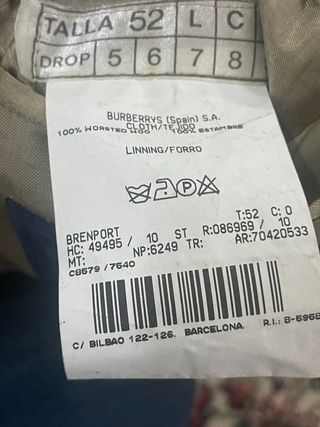 TALLA 52 L C
DROP 5 6 7 8
BURBERRYS (Spain) S.A.
CLOTH/TEJIDO
100% WORSTED WOOL 100% ESTAMBRE
LINNING/FORRO
P
T:52 C:0
BRENPORT
HC: 49495 / 10 ST R:086969 / 10
MT: NP:6249 TR: AR:70420533
C8579 /7540
C/ BILBAO 122-126. BARCELONA. R.I.: 8-595